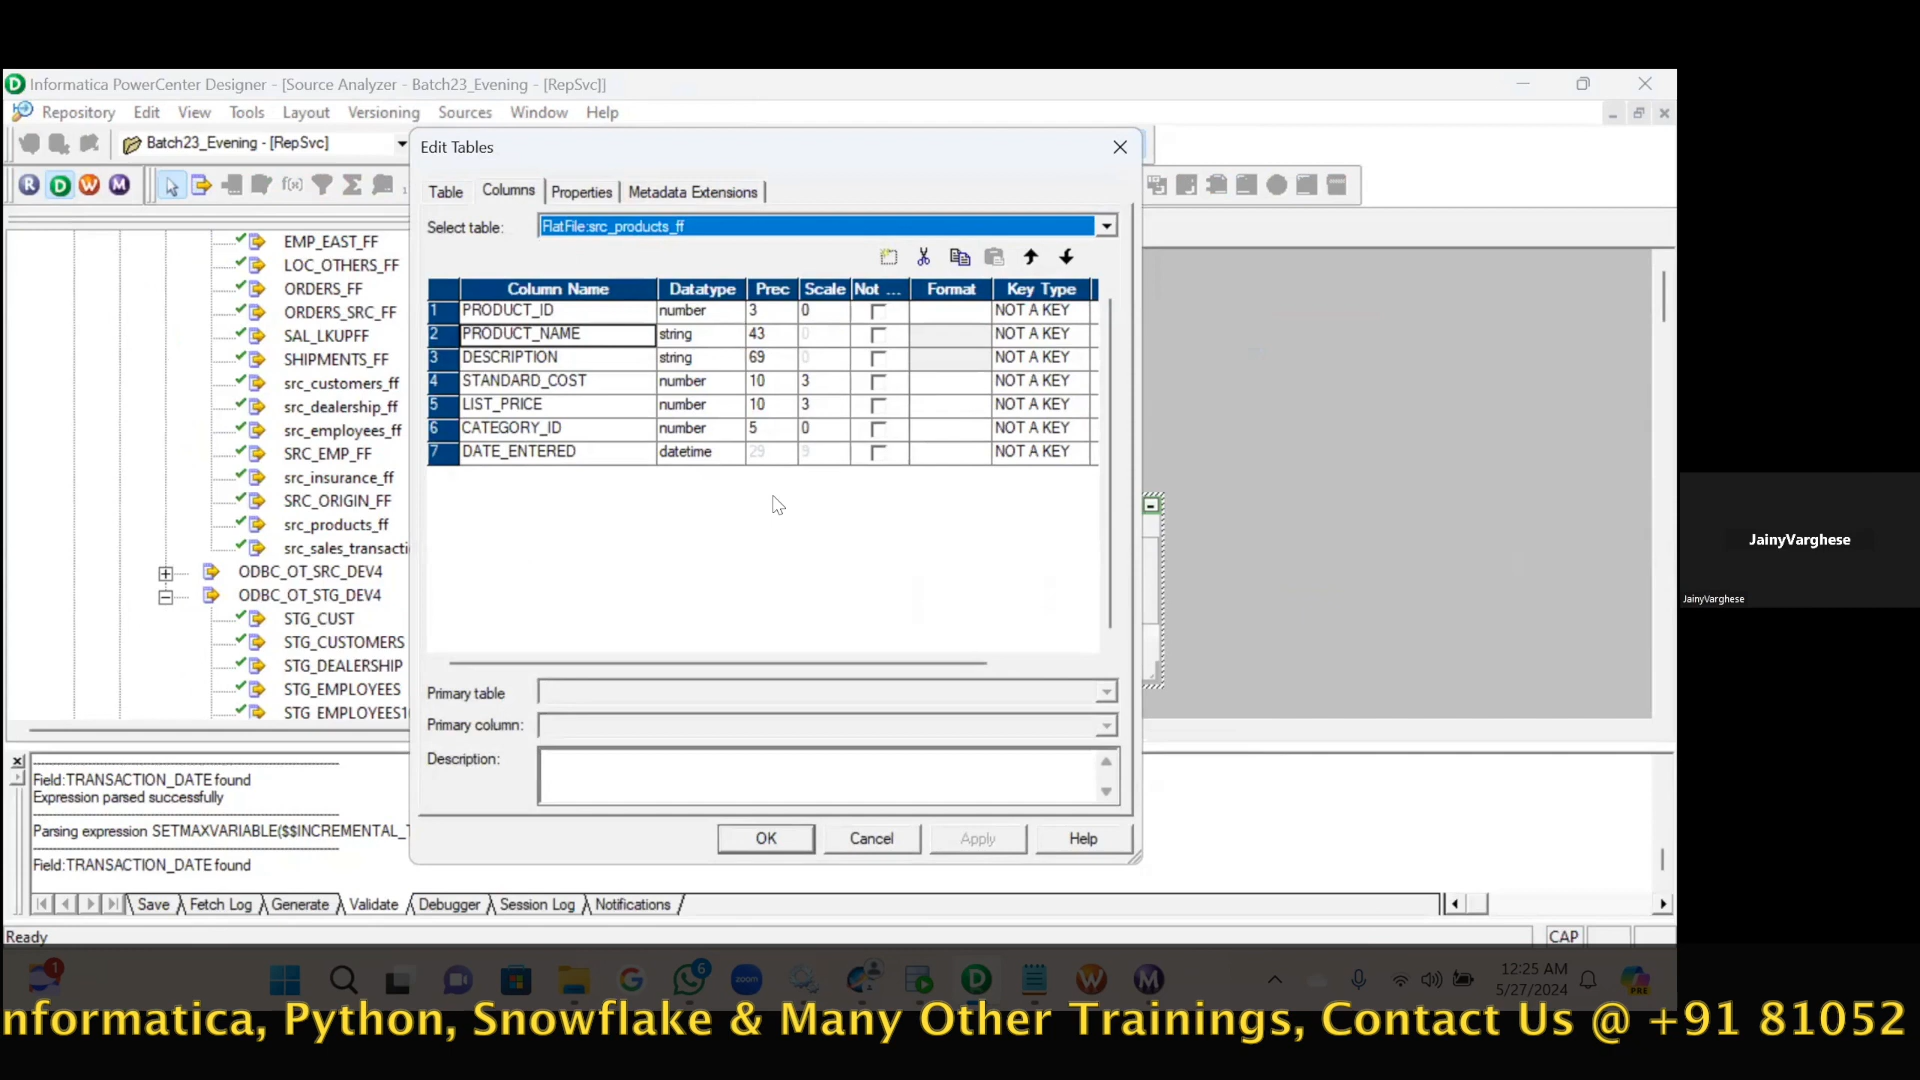 Informatica PowerCenter Designer - [Source Analyzer - Batch23_Evening - [RepSvc]]
Repository Edit View Tools Layout Versioning Sources Window Help
Batch23_Evening - [RepSvc]
Edit Tables
Table Columns Properties Metadata Extensions
Select table: FlatFile:src_products_ff
Column Name Datatype Prec Scale Not ... Format Key Type
1 PRODUCT_ID number 3 0 NOT A KEY
2 PRODUCT_NAME string 43 0 NOT A KEY
3 DESCRIPTION string 69 0 NOT A KEY
4 STANDARD_COST number 10 3 NOT A KEY
5 LIST_PRICE number 10 3 NOT A KEY
6 CATEGORY_ID number 5 0 NOT A KEY
7 DATE_ENTERED datetime 29 9 NOT A KEY
Primary table
Primary column:
Description:
OK Cancel Apply Help
EMP_EAST_FF
LOC_OTHERS_FF
ORDERS_FF
ORDERS_SRC_FF
SAL_LKUPFF
SHIPMENTS_FF
src_customers_ff
src_dealership_ff
src_employees_ff
SRC_EMP_FF
src_insurance_ff
SRC_ORIGIN_FF
src_products_ff
src_sales_transacti
ODBC_OT_SRC_DEV4
ODBC_OT_STG_DEV4
STG_CUST
STG_CUSTOMERS
STG_DEALERSHIP
STG_EMPLOYEES
STG_EMPLOYEES1
Field:TRANSACTION_DATE found
Expression parsed successfully
Parsing expression SETMAXVARIABLE($$INCREMENTAL_
Field:TRANSACTION_DATE found
Save Fetch Log Generate Validate Debugger Session Log Notifications
Ready
CAP
JainyVarghese
JainyVarghese
1
6
zoom
12:25 AM
5/27/2024
PRE
nformatica, Python, Snowflake & Many Other Trainings, Contact Us @ +91 81052